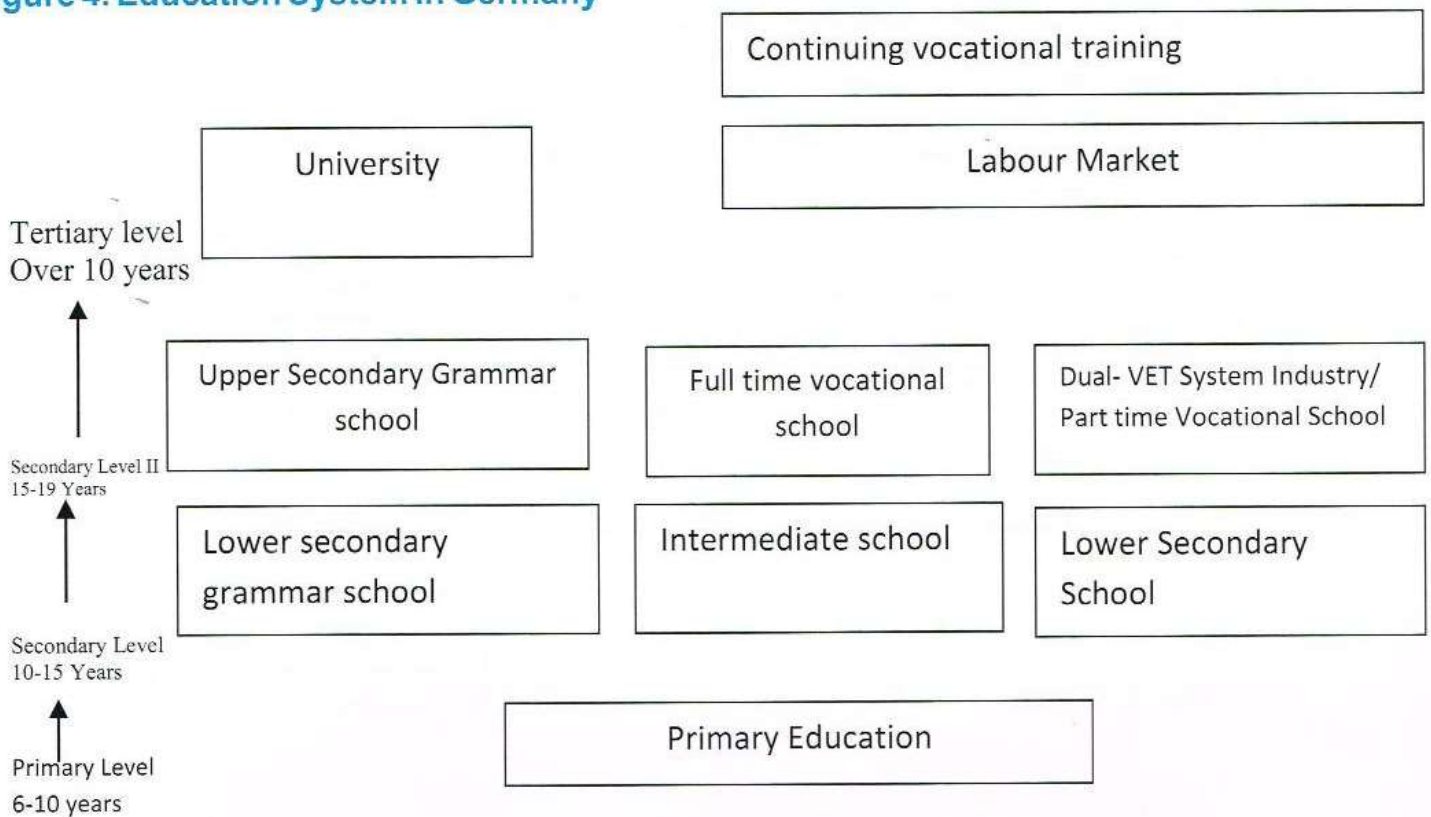 gure 4: Education System in Germany
Continuing vocational training
University
Labour Market
Tertiary level
Over 10 years
Upper Secondary Grammar
school
Full time vocational
school
Dual- VET System Industry/
Part time Vocational School
Secondary Level II
15-19 Years
Lower secondary
grammar school
Intermediate school
Lower Secondary
School
Secondary Level
10-15 Years
Primary Education
Primary Level
6-10 years